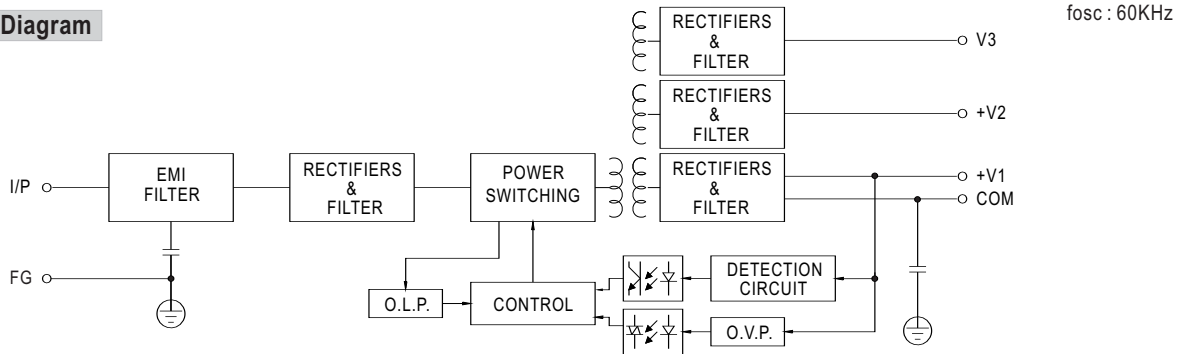 Diagram
fosc : 60KHz
RECTIFIERS
&
FILTER
V3
RECTIFIERS
&
FILTER
+V2
I/P
EMI
FILTER
RECTIFIERS
&
FILTER
POWER
SWITCHING
RECTIFIERS
&
FILTER
+V1
COM
FG
O.L.P.
CONTROL
DETECTION
CIRCUIT
O.V.P.